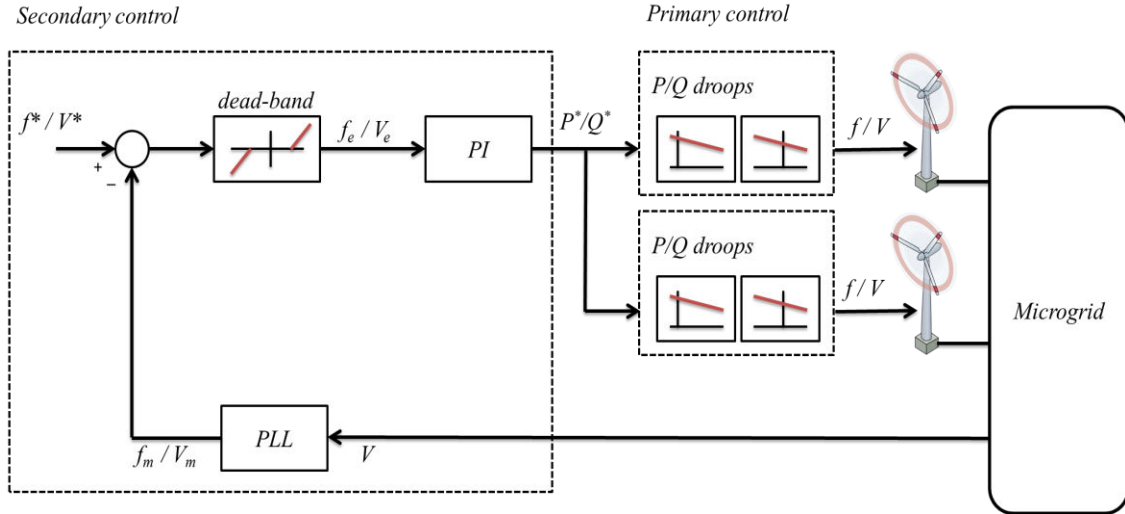 Secondary control
Primary control
f* / V*
+
−
dead-band
f_e / V_e
PI
P*/Q*
P/Q droops
f / V
P/Q droops
f / V
Microgrid
PLL
f_m / V_m
V